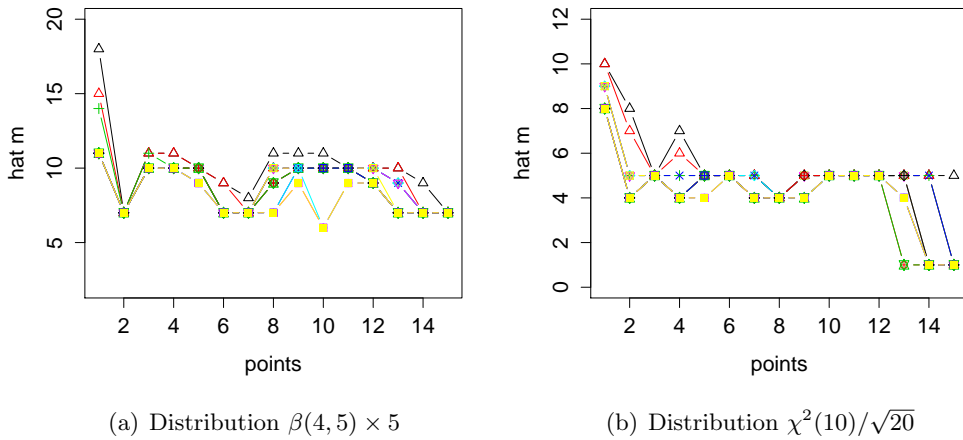 20
15
10
5
hat m
2 4 6 8 10 12 14
points
(a) Distribution β(4, 5) × 5
12
10
8
6
4
2
0
hat m
2 4 6 8 10 12 14
points
(b) Distribution χ²(10)/√20